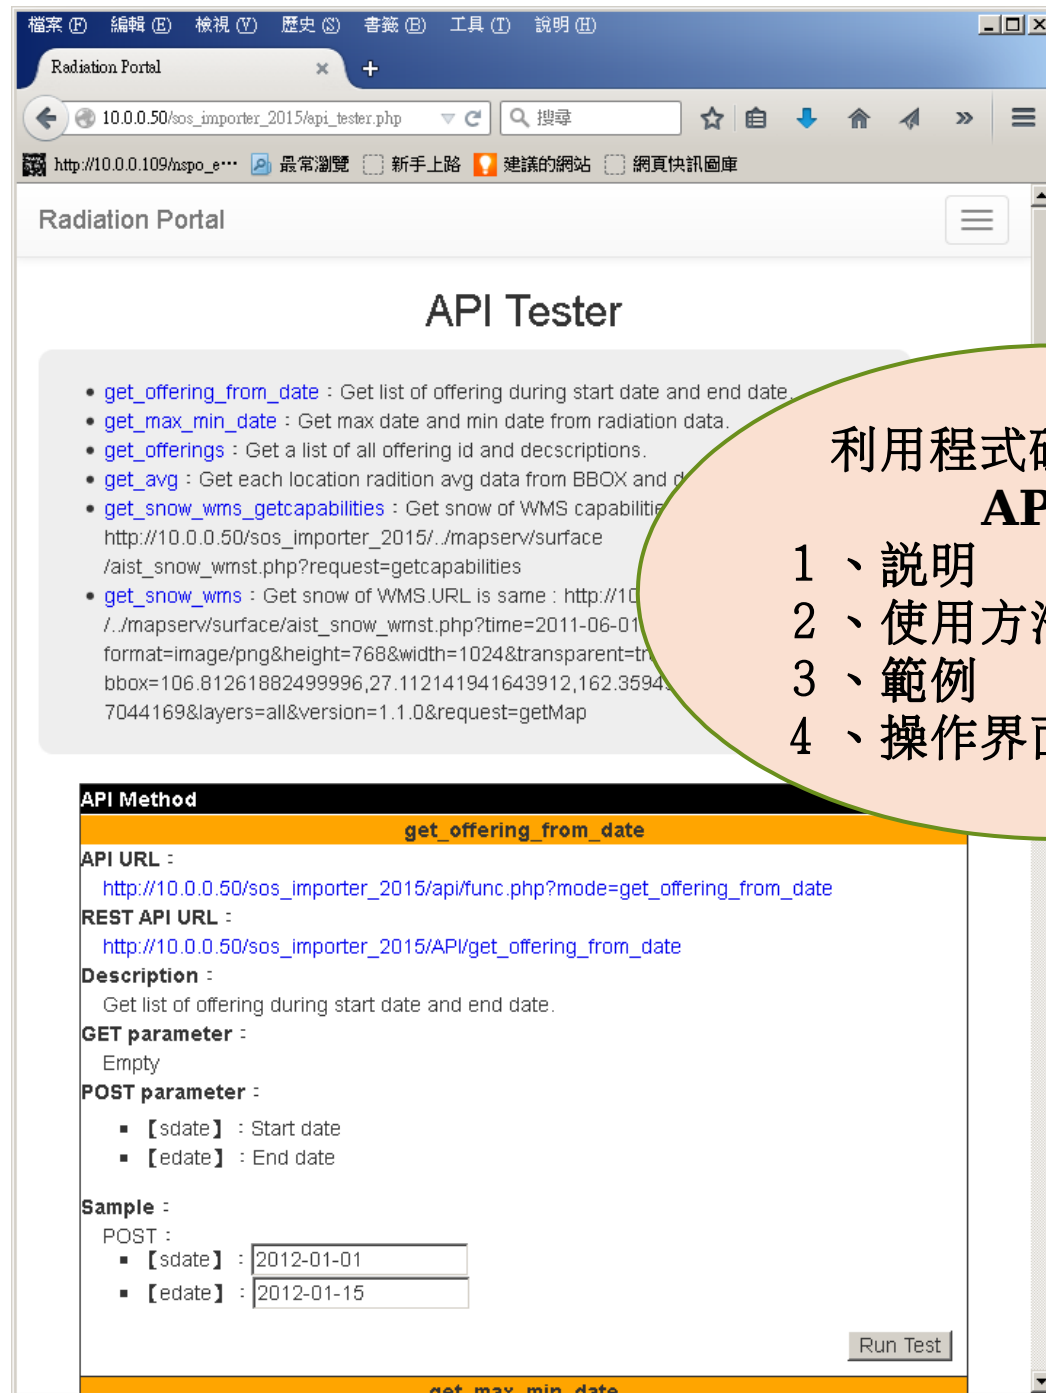 檔案(F) 編輯(E) 檢視(V) 歷史(S) 書籤(B) 工具(T) 說明(H)
Radiation Portal
10.0.0.50/sos_importer_2015/api_tester.php 搜尋
http://10.0.0.109/nspo_e… 最常瀏覽 新手上路 建議的網站 網頁快訊圖庫
Radiation Portal
API Tester
get_offering_from_date：Get list of offering during start date and end date.
get_max_min_date：Get max date and min date from radiation data.
get_offerings：Get a list of all offering id and decscriptions.
get_avg：Get each location radition avg data from BBOX and
get_snow_wms_getcapabilities：Get snow of WMS
http://10.0.0.50/sos_importer_2015/../mapserv/surface
/aist_snow_wmst.php?request=getcapabilities
get_snow_wms：Get snow of WMS.URL is same : http://10
/../mapserv/surface/aist_snow_wmst.php?time=2011-06-01
format=image/png&height=768&width=1024&transparent=tr
bbox=106.81261882499996,27.112141941643912,162.3594
7044169&layers=all&version=1.1.0&request=getMap
利用程式
AP
1、説明
2、使用方
3、範例
4、操作界
API Method
get_offering_from_date
API URL：
http://10.0.0.50/sos_importer_2015/api/func.php?mode=get_offering_from_date
REST API URL：
http://10.0.0.50/sos_importer_2015/API/get_offering_from_date
Description：
Get list of offering during start date and end date.
GET parameter：
Empty
POST parameter：
【sdate】：Start date
【edate】：End date
Sample：
POST：
【sdate】：2012-01-01
【edate】：2012-01-15
Run Test
get_max_min_date